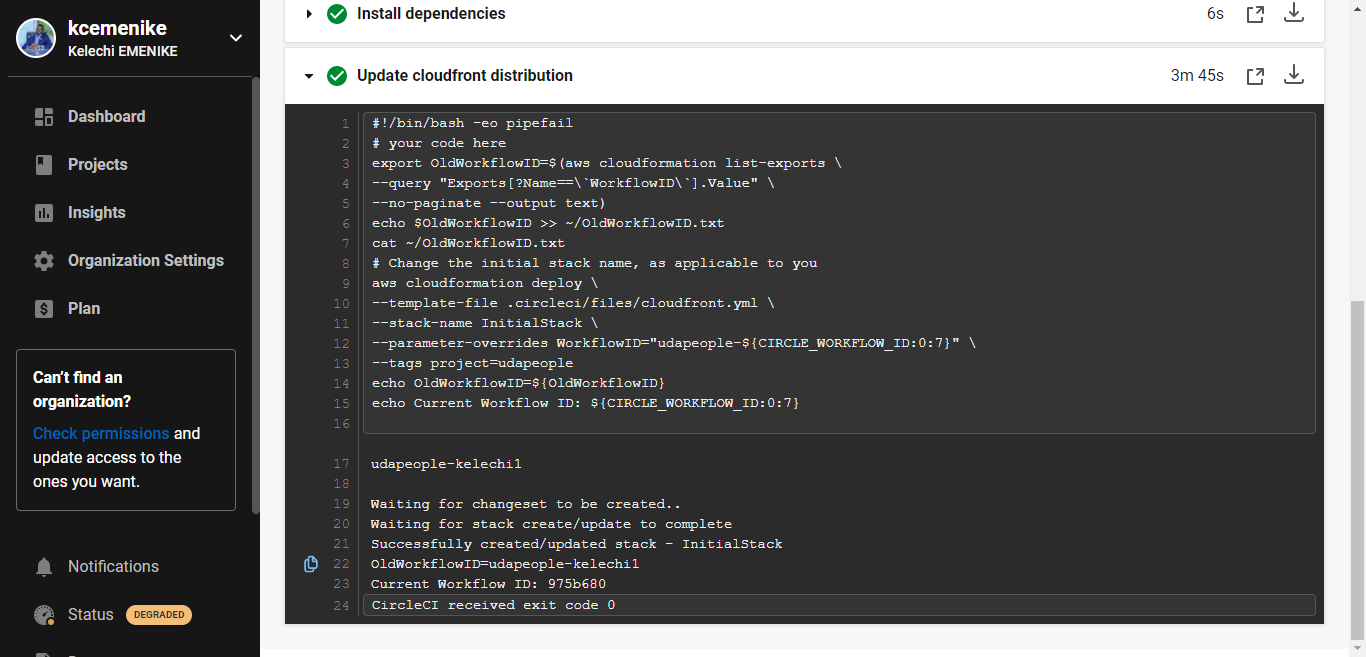 kcemenike
Kelechi EMENIKE
Dashboard
Projects
Insights
Organization Settings
Plan
Can't find an
organization?
Check permissions and
update access to the
ones you want.
Notifications
Status DEGRADED
Install dependencies 6s
Update cloudfront distribution 3m 45s
1 #!/bin/bash -eo pipefail
2 # your code here
3 export OldWorkflowID=$(aws cloudformation list-exports \
4 --query "Exports[?Name==\`WorkflowID\`].Value" \
5 --no-paginate --output text)
6 echo $OldWorkflowID >> ~/OldWorkflowID.txt
7 cat ~/OldWorkflowID.txt
8 # Change the initial stack name, as applicable to you
9 aws cloudformation deploy \
10 --template-file .circleci/files/cloudfront.yml \
11 --stack-name InitialStack \
12 --parameter-overrides WorkflowID="udapeople-${CIRCLE_WORKFLOW_ID:0:7}" \
13 --tags project=udapeople
14 echo OldWorkflowID=${OldWorkflowID}
15 echo Current Workflow ID: ${CIRCLE_WORKFLOW_ID:0:7}
16
17 udapeople-kelechi1
18
19 Waiting for changeset to be created..
20 Waiting for stack create/update to complete
21 Successfully created/updated stack - InitialStack
22 OldWorkflowID=udapeople-kelechi1
23 Current Workflow ID: 975b680
24 CircleCI received exit code 0